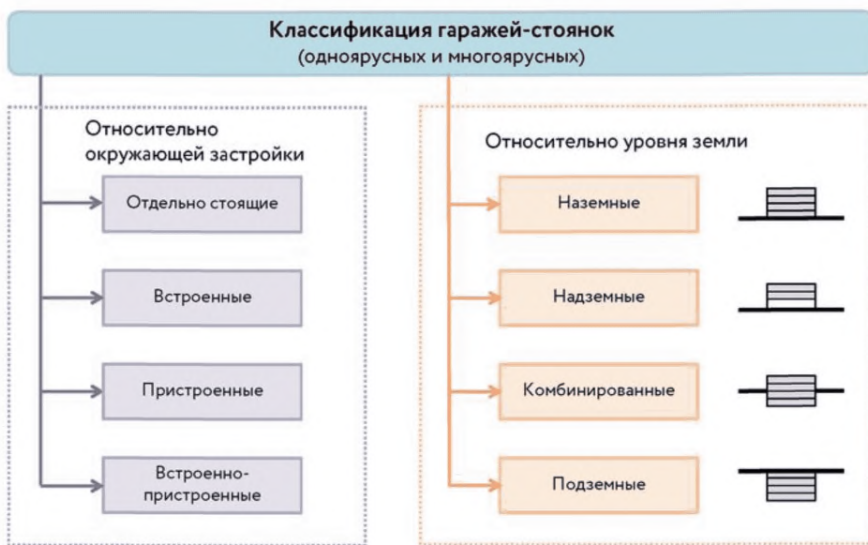 Классификация гаражей-стоянок
(одноярусных и многоярусных)
Относительно
окружающей застройки
Отдельно стоящие
Встроенные
Пристроенные
Встроенно-
пристроенные
Относительно уровня земли
Наземные
Надземные
Комбинированные
Подземные